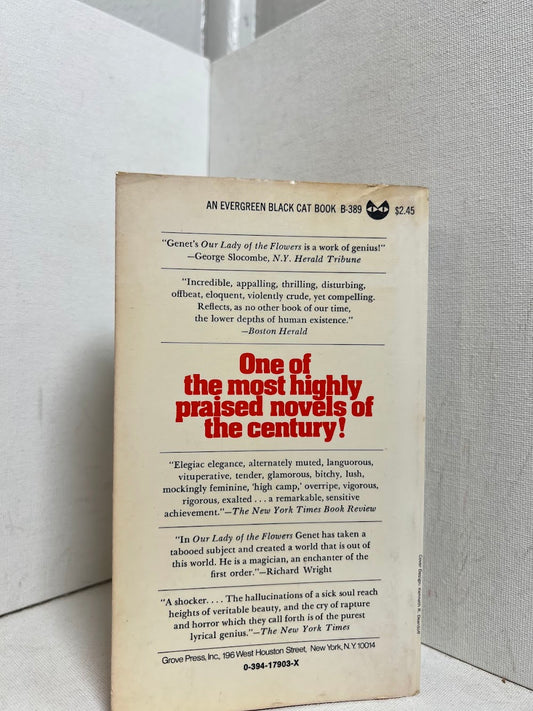 AN EVERGREEN BLACK CAT BOOK B-389 $2.45
"Genet's Our Lady of the Flowers is a work of genius!"
—George Slocombe, N.Y. Herald Tribune
"Incredible, appalling, thrilling, disturbing,
offbeat, eloquent, violently crude, yet compelling.
Reflects, as no other book of our time,
the lower depths of human existence."
—Boston Herald
One of
the most highly
praised novels of
the century!
"Elegiac elegance, alternately muted, languorous,
vituperative, tender, glamorous, bitchy, lush,
mockingly feminine, 'high camp,' overripe, vigorous,
rigorous, exalted . . . a remarkable, sensitive
achievement."—The New York Times Book Review
"In Our Lady of the Flowers Genet has taken a
tabooed subject and created a world that is out of
this world. He is a magician, an enchanter of the
first order."—Richard Wright
"A shocker. . . . The hallucinations of a sick soul reach
heights of veritable beauty, and the cry of rapture
and horror which they call forth is of the purest
lyrical genius."—The New York Times
Grove Press, Inc., 196 West Houston Street, New York, N.Y. 10014
0-394-17903-X
Cover Design: Kenneth R.